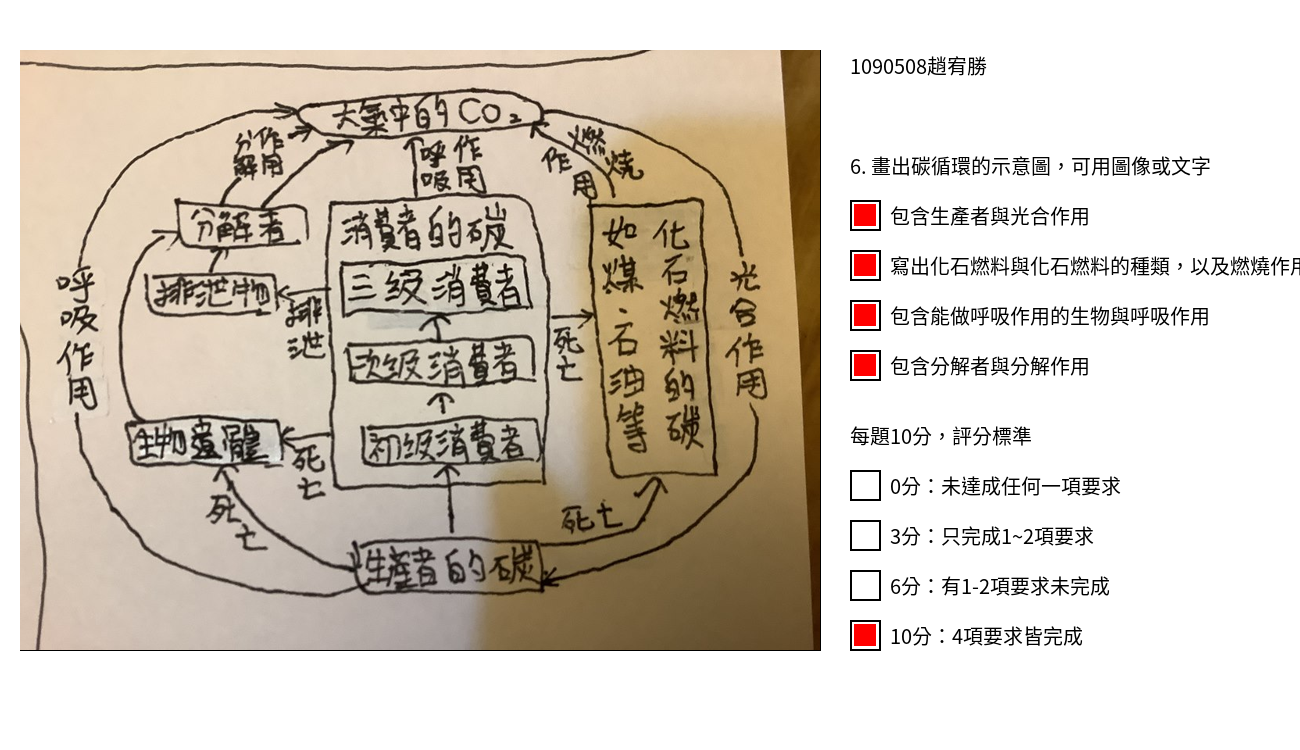 大氣中的CO₂
分解
作用
呼吸
作用
燃燒
作用
分解者
排泄物
排泄
消費者的碳
三級消費者
次級消費者
初級消費者
死亡
化石燃料的碳
如煤、石油等
呼吸作用
光合作用
生物遺體
死亡
死亡
死亡
生產者的碳
1090508趙宥勝
6. 畫出碳循環的示意圖，可用圖像或文字
包含生產者與光合作用
寫出化石燃料與化石燃料的種類，以及燃燒作用
包含能做呼吸作用的生物與呼吸作用
包含分解者與分解作用
每題10分，評分標準
0分：未達成任何一項要求
3分：只完成1~2項要求
6分：有1-2項要求未完成
10分：4項要求皆完成